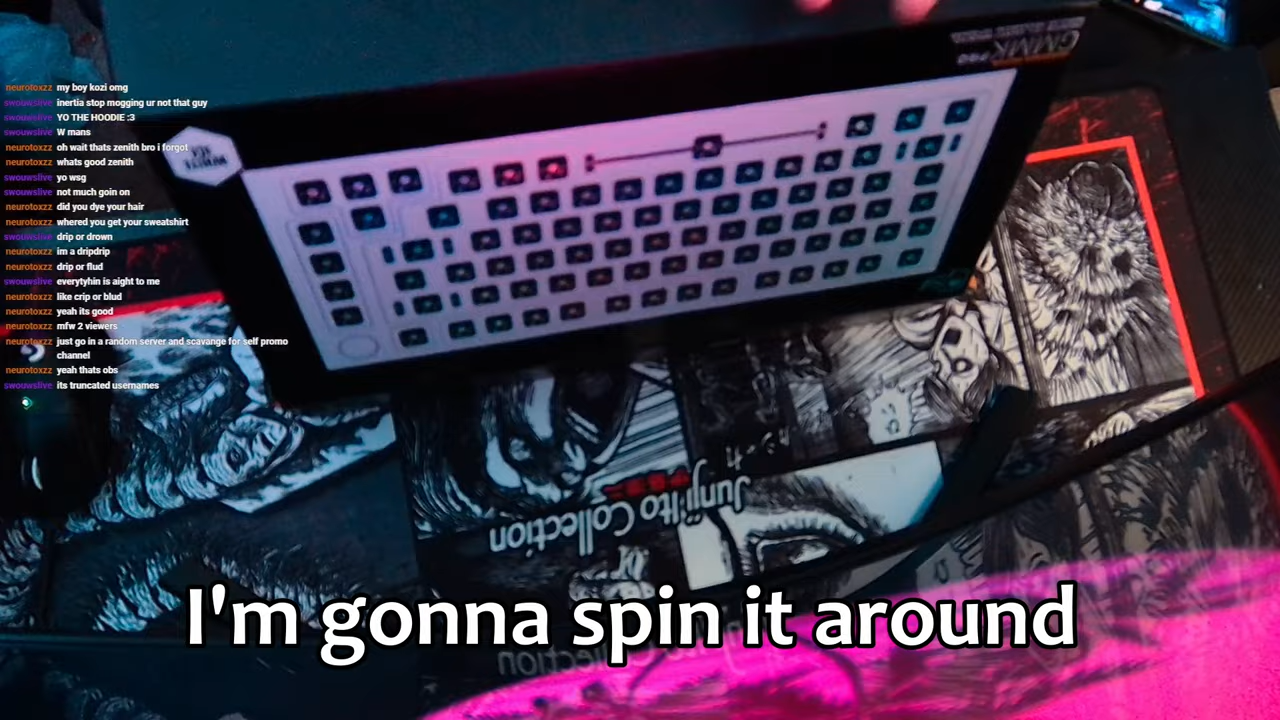 neurotoxzz my boy kozi omg
swouwslive inertia stop mogging ur not that guy
swouwslive YO THE HOODIE :3
swouwslive W mans
neurotoxzz oh wait thats zenith bro i forgot
neurotoxzz whats good zenith
swouwslive yo wsg
swouwslive not much goin on
neurotoxzz did you dye your hair
neurotoxzz whered you get your sweatshirt
swouwslive drip or drown
neurotoxzz im a dripdrip
neurotoxzz drip or flud
swouwslive everytyhin is aight to me
neurotoxzz like crip or blud
neurotoxzz yeah its good
neurotoxzz mfw 2 viewers
neurotoxzz just go in a random server and scavange for self promo
channel
neurotoxzz yeah thats obs
swouwslive its truncated usernames
GMMK PRO
Junji Ito Collection
I'm gonna spin it around